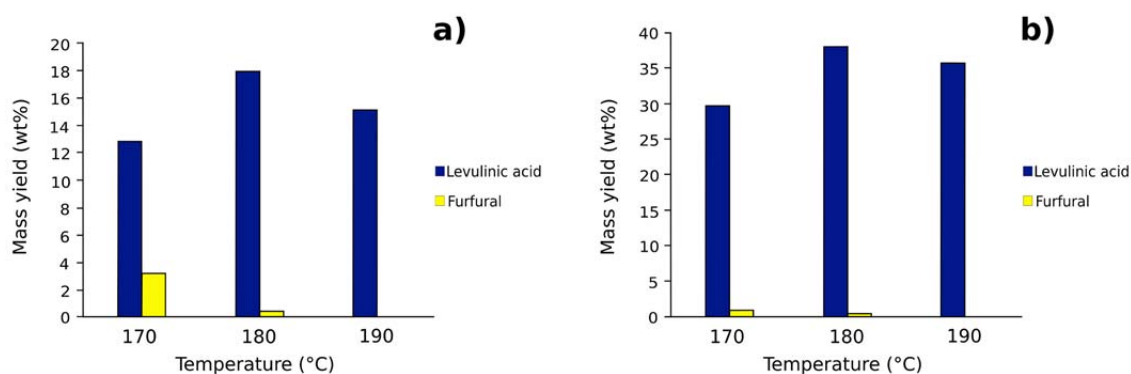 a)
Mass yield (wt%)
20
18
16
14
12
10
8
6
4
2
0
170 180 190
Temperature (°C)
Levulinic acid
Furfural
b)
Mass yield (wt%)
40
35
30
25
20
15
10
5
0
170 180 190
Temperature (°C)
Levulinic acid
Furfural